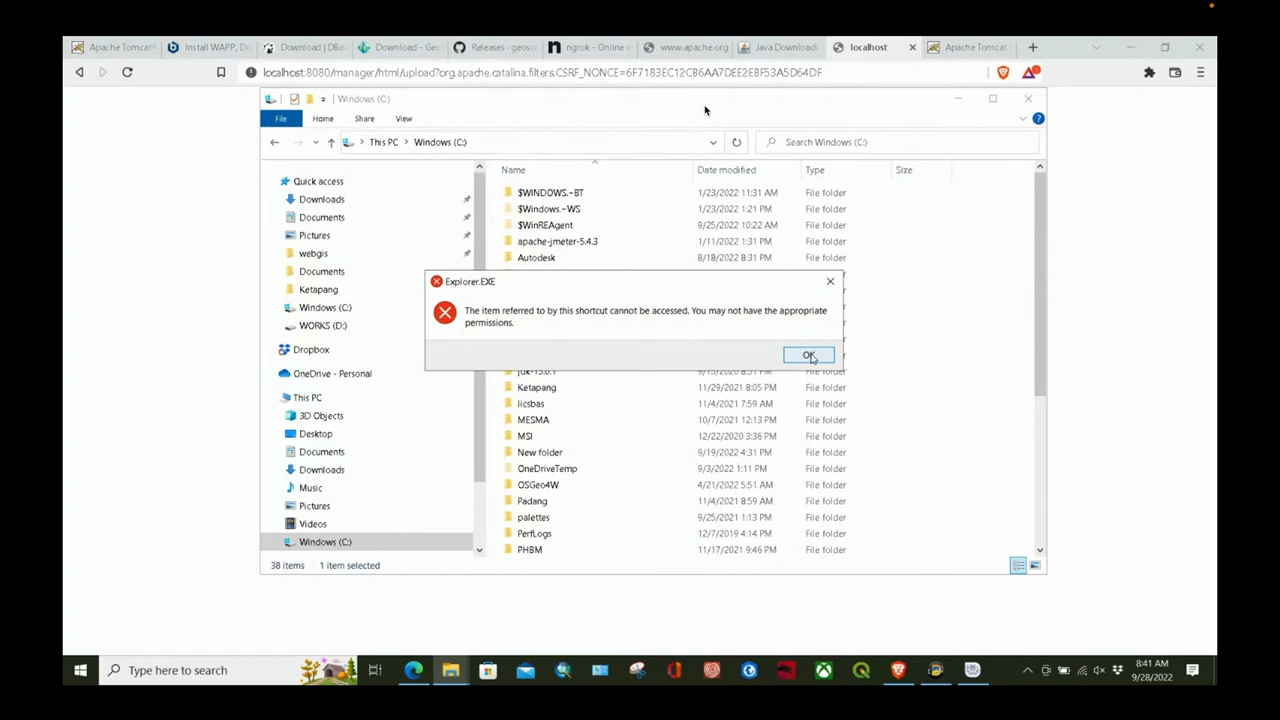 Apache Tomcat®
Install WAPP, Do
Download | DBe
Download - Geo
Releases · geoso
ngrok - Online
www.apache.org
Java Downloads
localhost
Apache Tomcat
localhost:8080/manager/html/upload?org.apache.catalina.filters.CSRF_NONCE=6F7183EC12CB6AA7DEE2EBF53A5D64DF
Windows (C:)
File Home Share View
This PC > Windows (C:)
Search Windows (C:)
Name Date modified Type Size
Quick access
Downloads
Documents
Pictures
webgis
Documents
Ketapang
Windows (C:)
WORKS (D:)
Dropbox
OneDrive - Personal
This PC
3D Objects
Desktop
Documents
Downloads
Music
Pictures
Videos
Windows (C:)
$WINDOWS.~BT 1/23/2022 11:31 AM File folder
$Windows.~WS 1/23/2022 1:21 PM File folder
$WinREAgent 9/25/2022 10:22 AM File folder
apache-jmeter-5.4.3 1/11/2022 1:31 PM File folder
Autodesk 8/18/2022 8:31 PM File folder
Explorer.EXE
The item referred to by this shortcut cannot be accessed. You may not have the appropriate
permissions.
OK
File folder
Ketapang 11/29/2021 8:05 PM File folder
licsbas 11/4/2021 7:59 AM File folder
MESMA 10/7/2021 12:13 PM File folder
MSI 12/22/2020 3:36 PM File folder
New folder 9/19/2022 4:31 PM File folder
OneDriveTemp 9/3/2022 1:11 PM File folder
OSGeo4W 4/21/2022 5:51 AM File folder
Padang 11/4/2021 8:59 AM File folder
palettes 9/25/2021 1:13 PM File folder
PerfLogs 12/7/2019 4:14 PM File folder
PHBM 11/17/2021 9:46 PM File folder
38 items 1 item selected
Type here to search
8:41 AM
9/28/2022